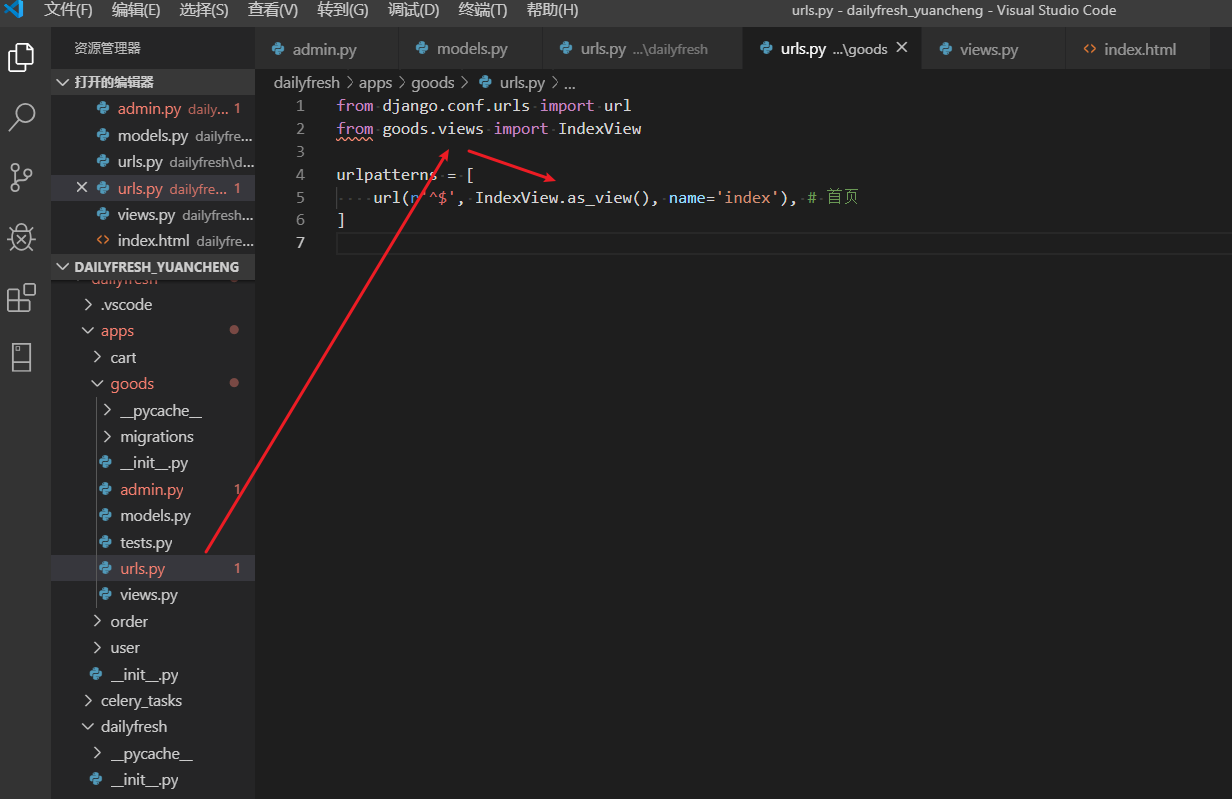 文件(F) 编辑(E) 选择(S) 查看(V) 转到(G) 调试(D) 终端(T) 帮助(H) urls.py - dailyfresh_yuancheng - Visual Studio Code
资源管理器
admin.py models.py urls.py ...\dailyfresh urls.py ...\goods views.py index.html
打开的编辑器
admin.py daily... 1
models.py dailyfre...
urls.py dailyfresh\d...
urls.py dailyfre... 1
views.py dailyfresh...
index.html dailyfre...
DAILYFRESH_YUANCHENG
dailyfresh
.vscode
apps
cart
goods
__pycache__
migrations
__init__.py
admin.py 1
models.py
tests.py
urls.py 1
views.py
order
user
__init__.py
celery_tasks
dailyfresh
__pycache__
__init__.py
dailyfresh > apps > goods > urls.py > ...
1 from django.conf.urls import url
2 from goods.views import IndexView
3
4 urlpatterns = [
5 url(r'^$', IndexView.as_view(), name='index'), # 首页
6 ]
7